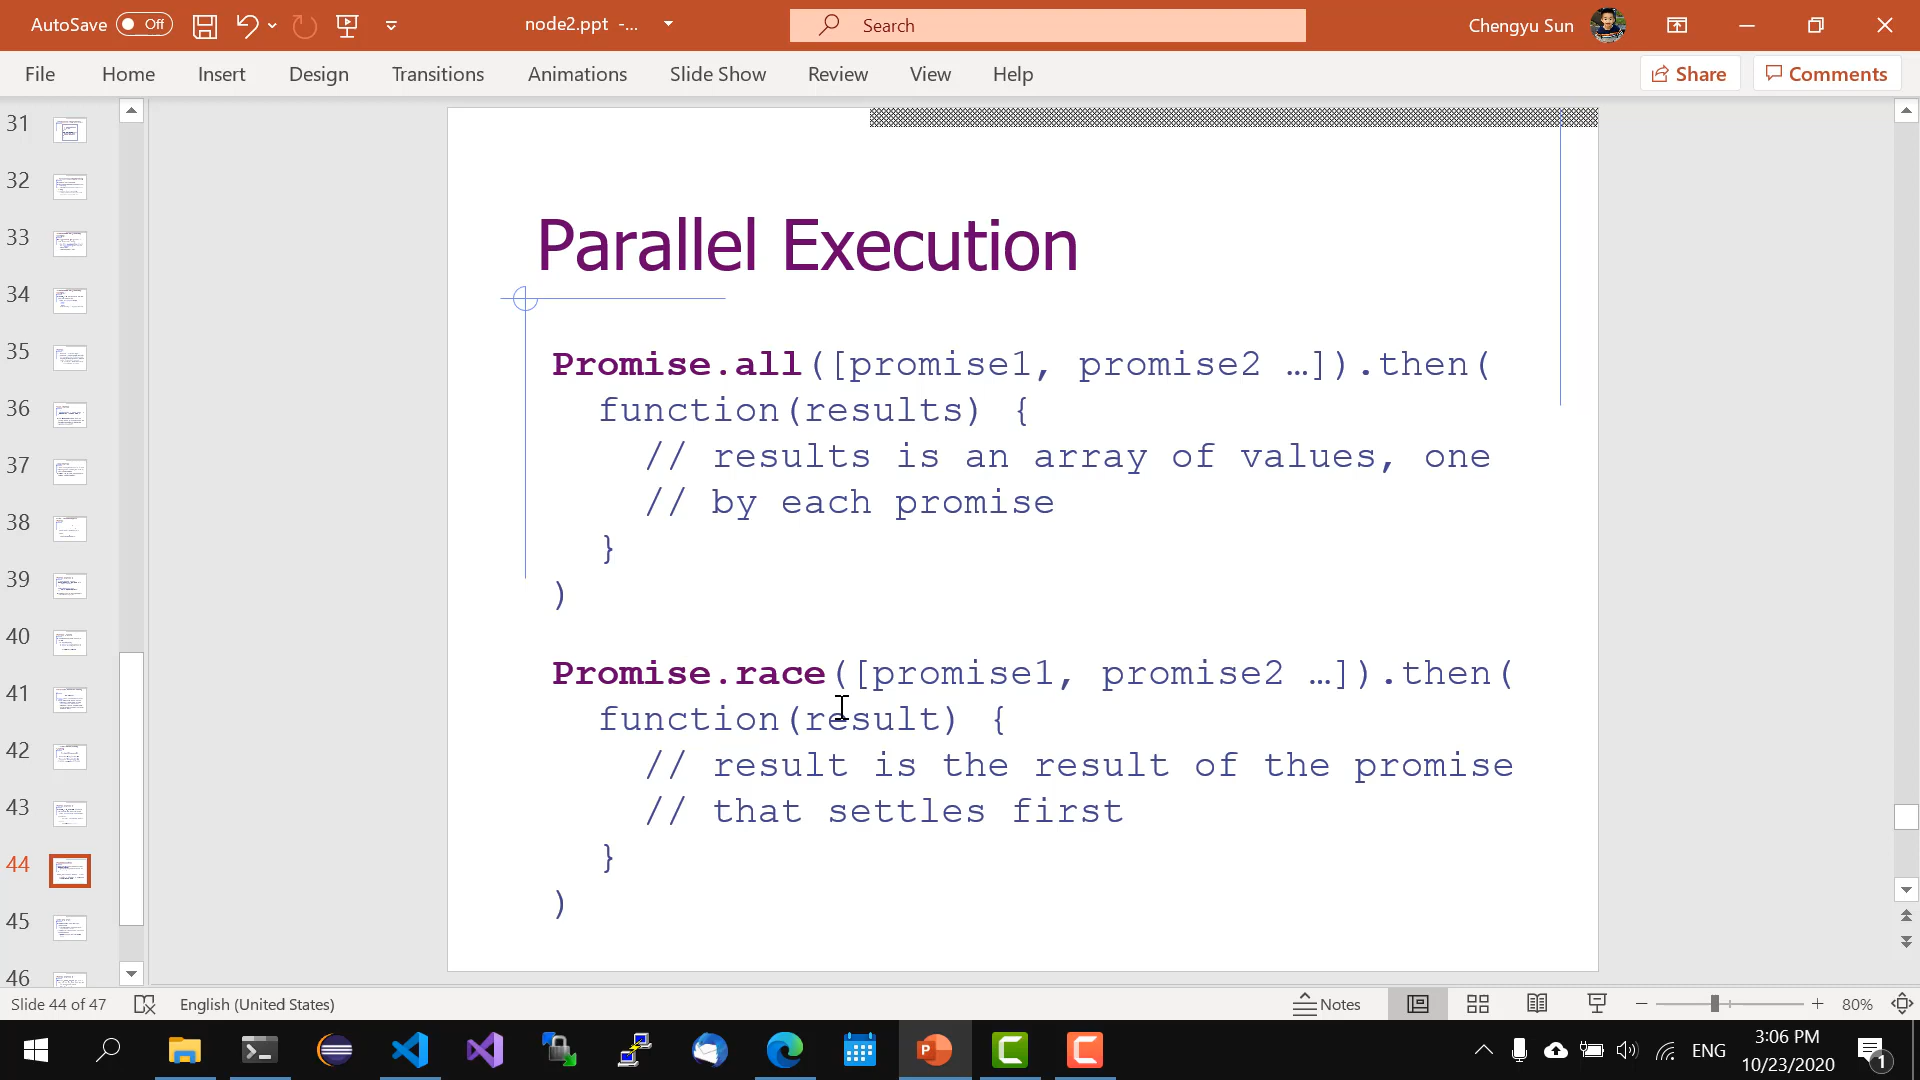 AutoSave Off
node2.ppt -...
Search
Chengyu Sun
File Home Insert Design Transitions Animations Slide Show Review View Help
Share
Comments
31
32
33
34
35
36
37
38
39
40
41
42
43
44
45
46
Parallel Execution
Promise.all([promise1, promise2 …]).then(
function(results) {
// results is an array of values, one
// by each promise
}
)
Promise.race([promise1, promise2 …]).then(
function(result) {
// result is the result of the promise
// that settles first
}
)
Slide 44 of 47
English (United States)
Notes
80%
ENG
3:06 PM
10/23/2020
1